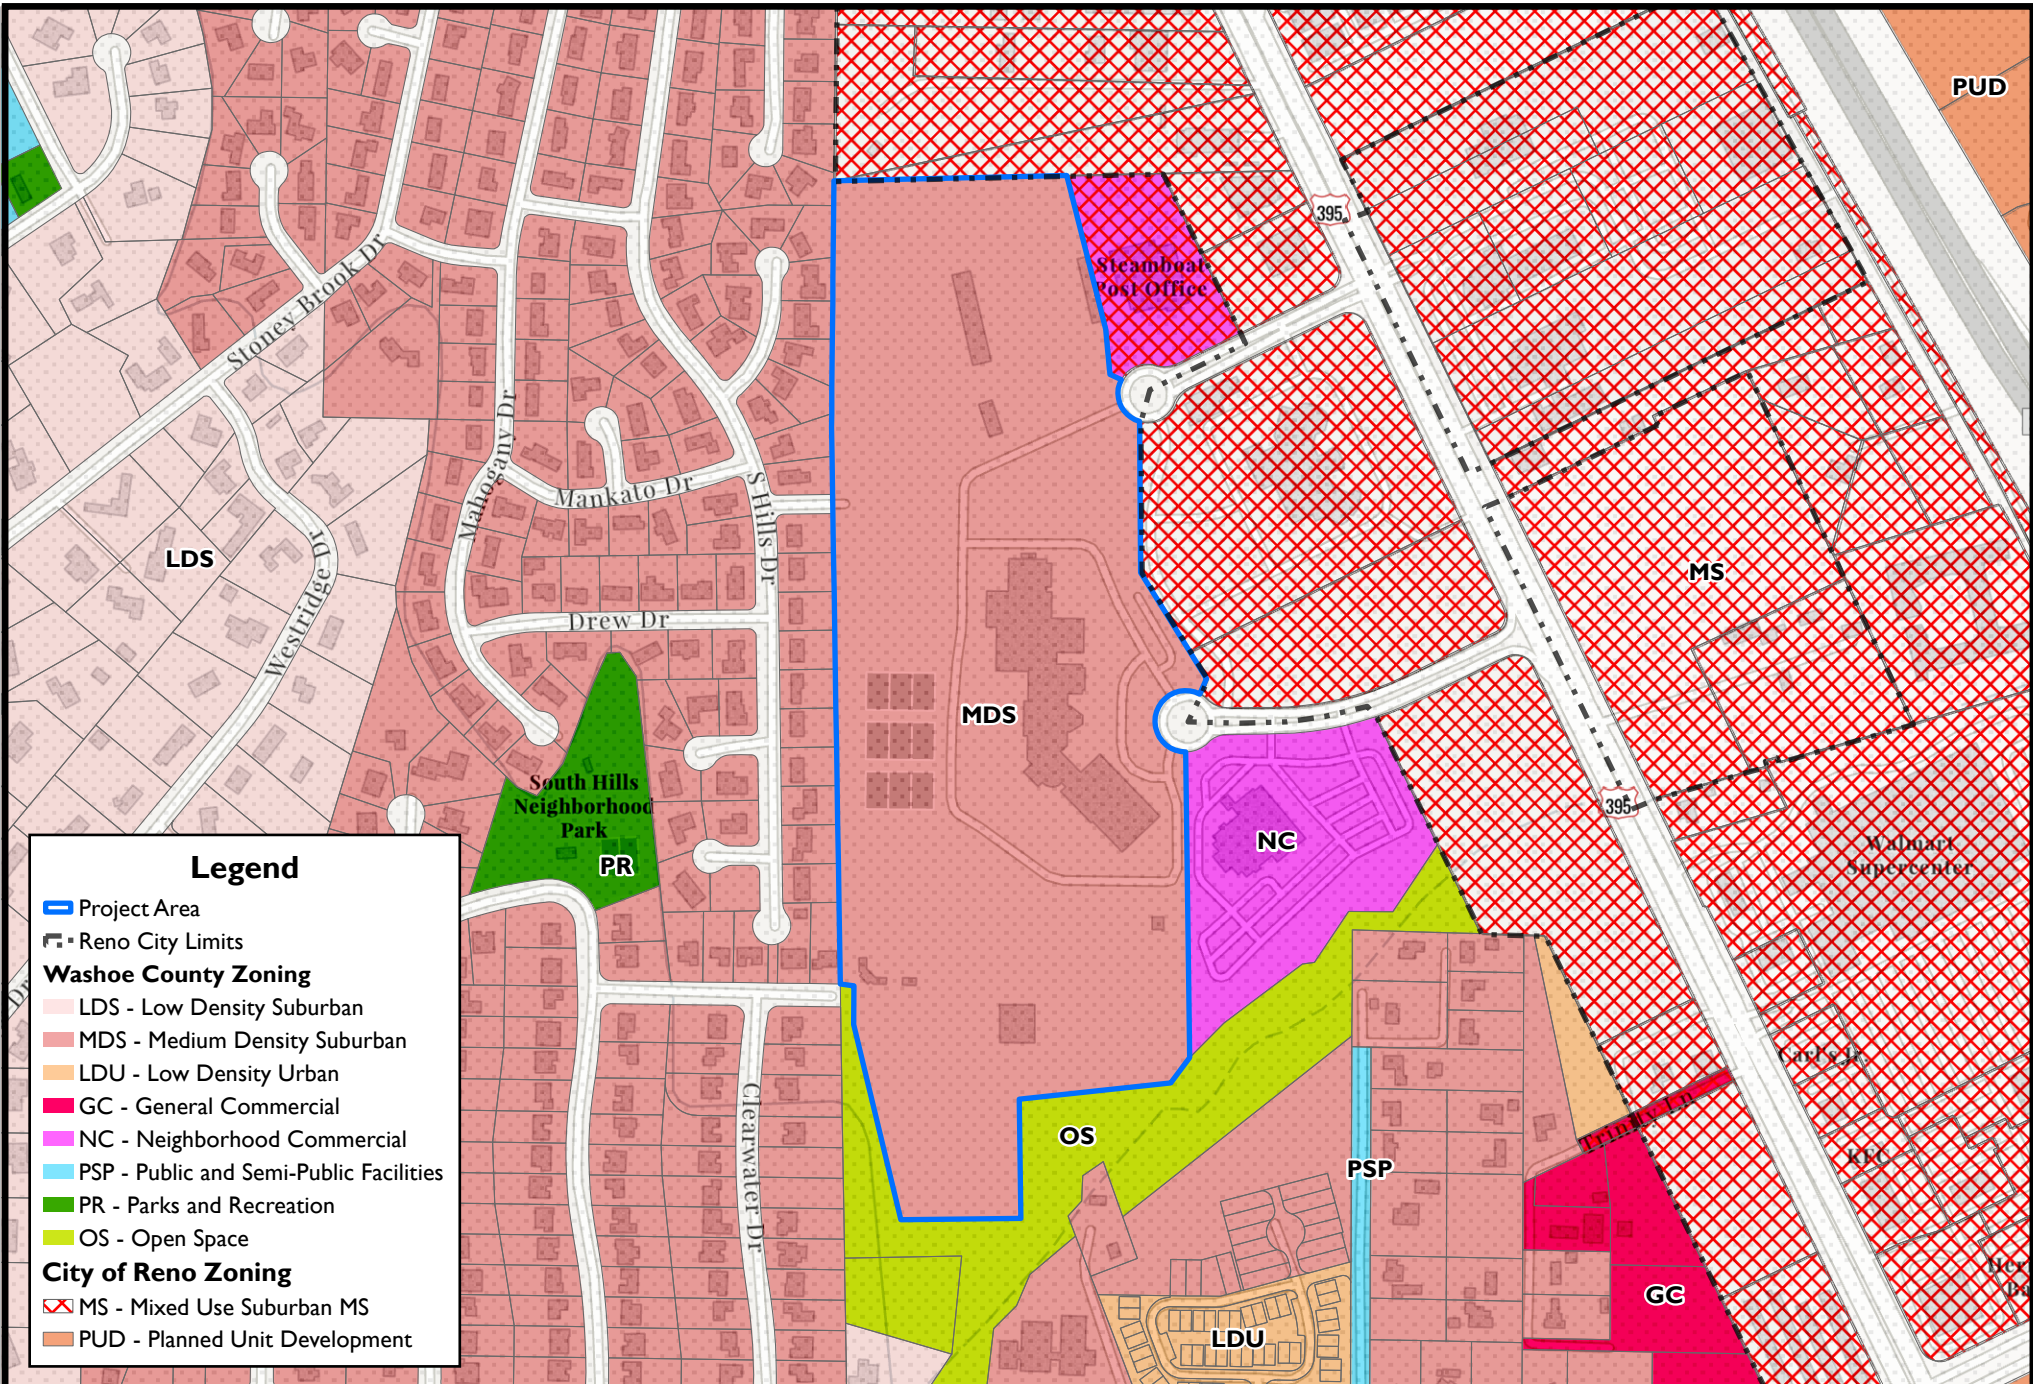 PUD
395
Steamboat
Post Office
Stoney Brook Dr
Mahogany Dr
Mankato Dr
S Hills Dr
LDS
Westridge Dr
MS
Drew Dr
MDS
South Hills
Neighborhood
Park
PR
NC
395
Walmart
Supercenter
Dr
Carl's Jr.
Trinity Ln
Clearwater Dr
OS
PSP
KFC
GC
LDU
Legend
Project Area
Reno City Limits
Washoe County Zoning
LDS - Low Density Suburban
MDS - Medium Density Suburban
LDU - Low Density Urban
GC - General Commercial
NC - Neighborhood Commercial
PSP - Public and Semi-Public Facilities
PR - Parks and Recreation
OS - Open Space
City of Reno Zoning
MS - Mixed Use Suburban MS
PUD - Planned Unit Development